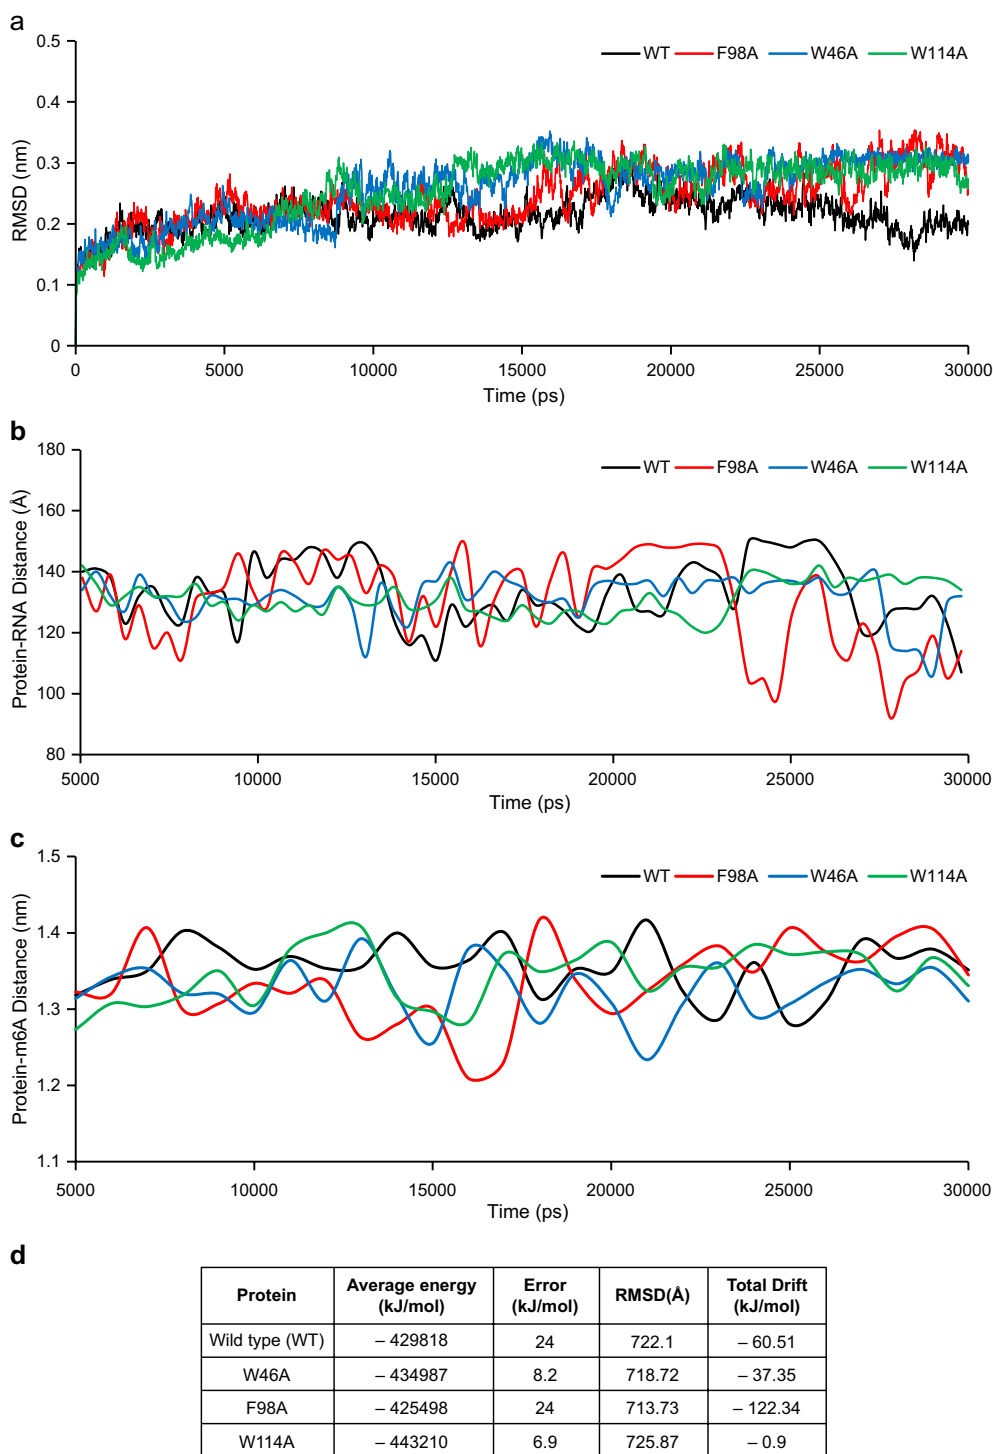 a
WT F98A W46A W114A
RMSD (nm)
0.5
0.4
0.3
0.2
0.1
0
0 5000 10000 15000 20000 25000 30000
Time (ps)
b
WT F98A W46A W114A
Protein-RNA Distance (Å)
180
160
140
120
100
80
5000 10000 15000 20000 25000 30000
Time (ps)
c
WT F98A W46A W114A
Protein-m6A Distance (nm)
1.5
1.4
1.3
1.2
1.1
5000 10000 15000 20000 25000 30000
Time (ps)
d
Protein Average energy (kJ/mol) Error (kJ/mol) RMSD(Å) Total Drift (kJ/mol)
Wild type (WT) – 429818 24 722.1 – 60.51
W46A – 434987 8.2 718.72 – 37.35
F98A – 425498 24 713.73 – 122.34
W114A – 443210 6.9 725.87 – 0.9